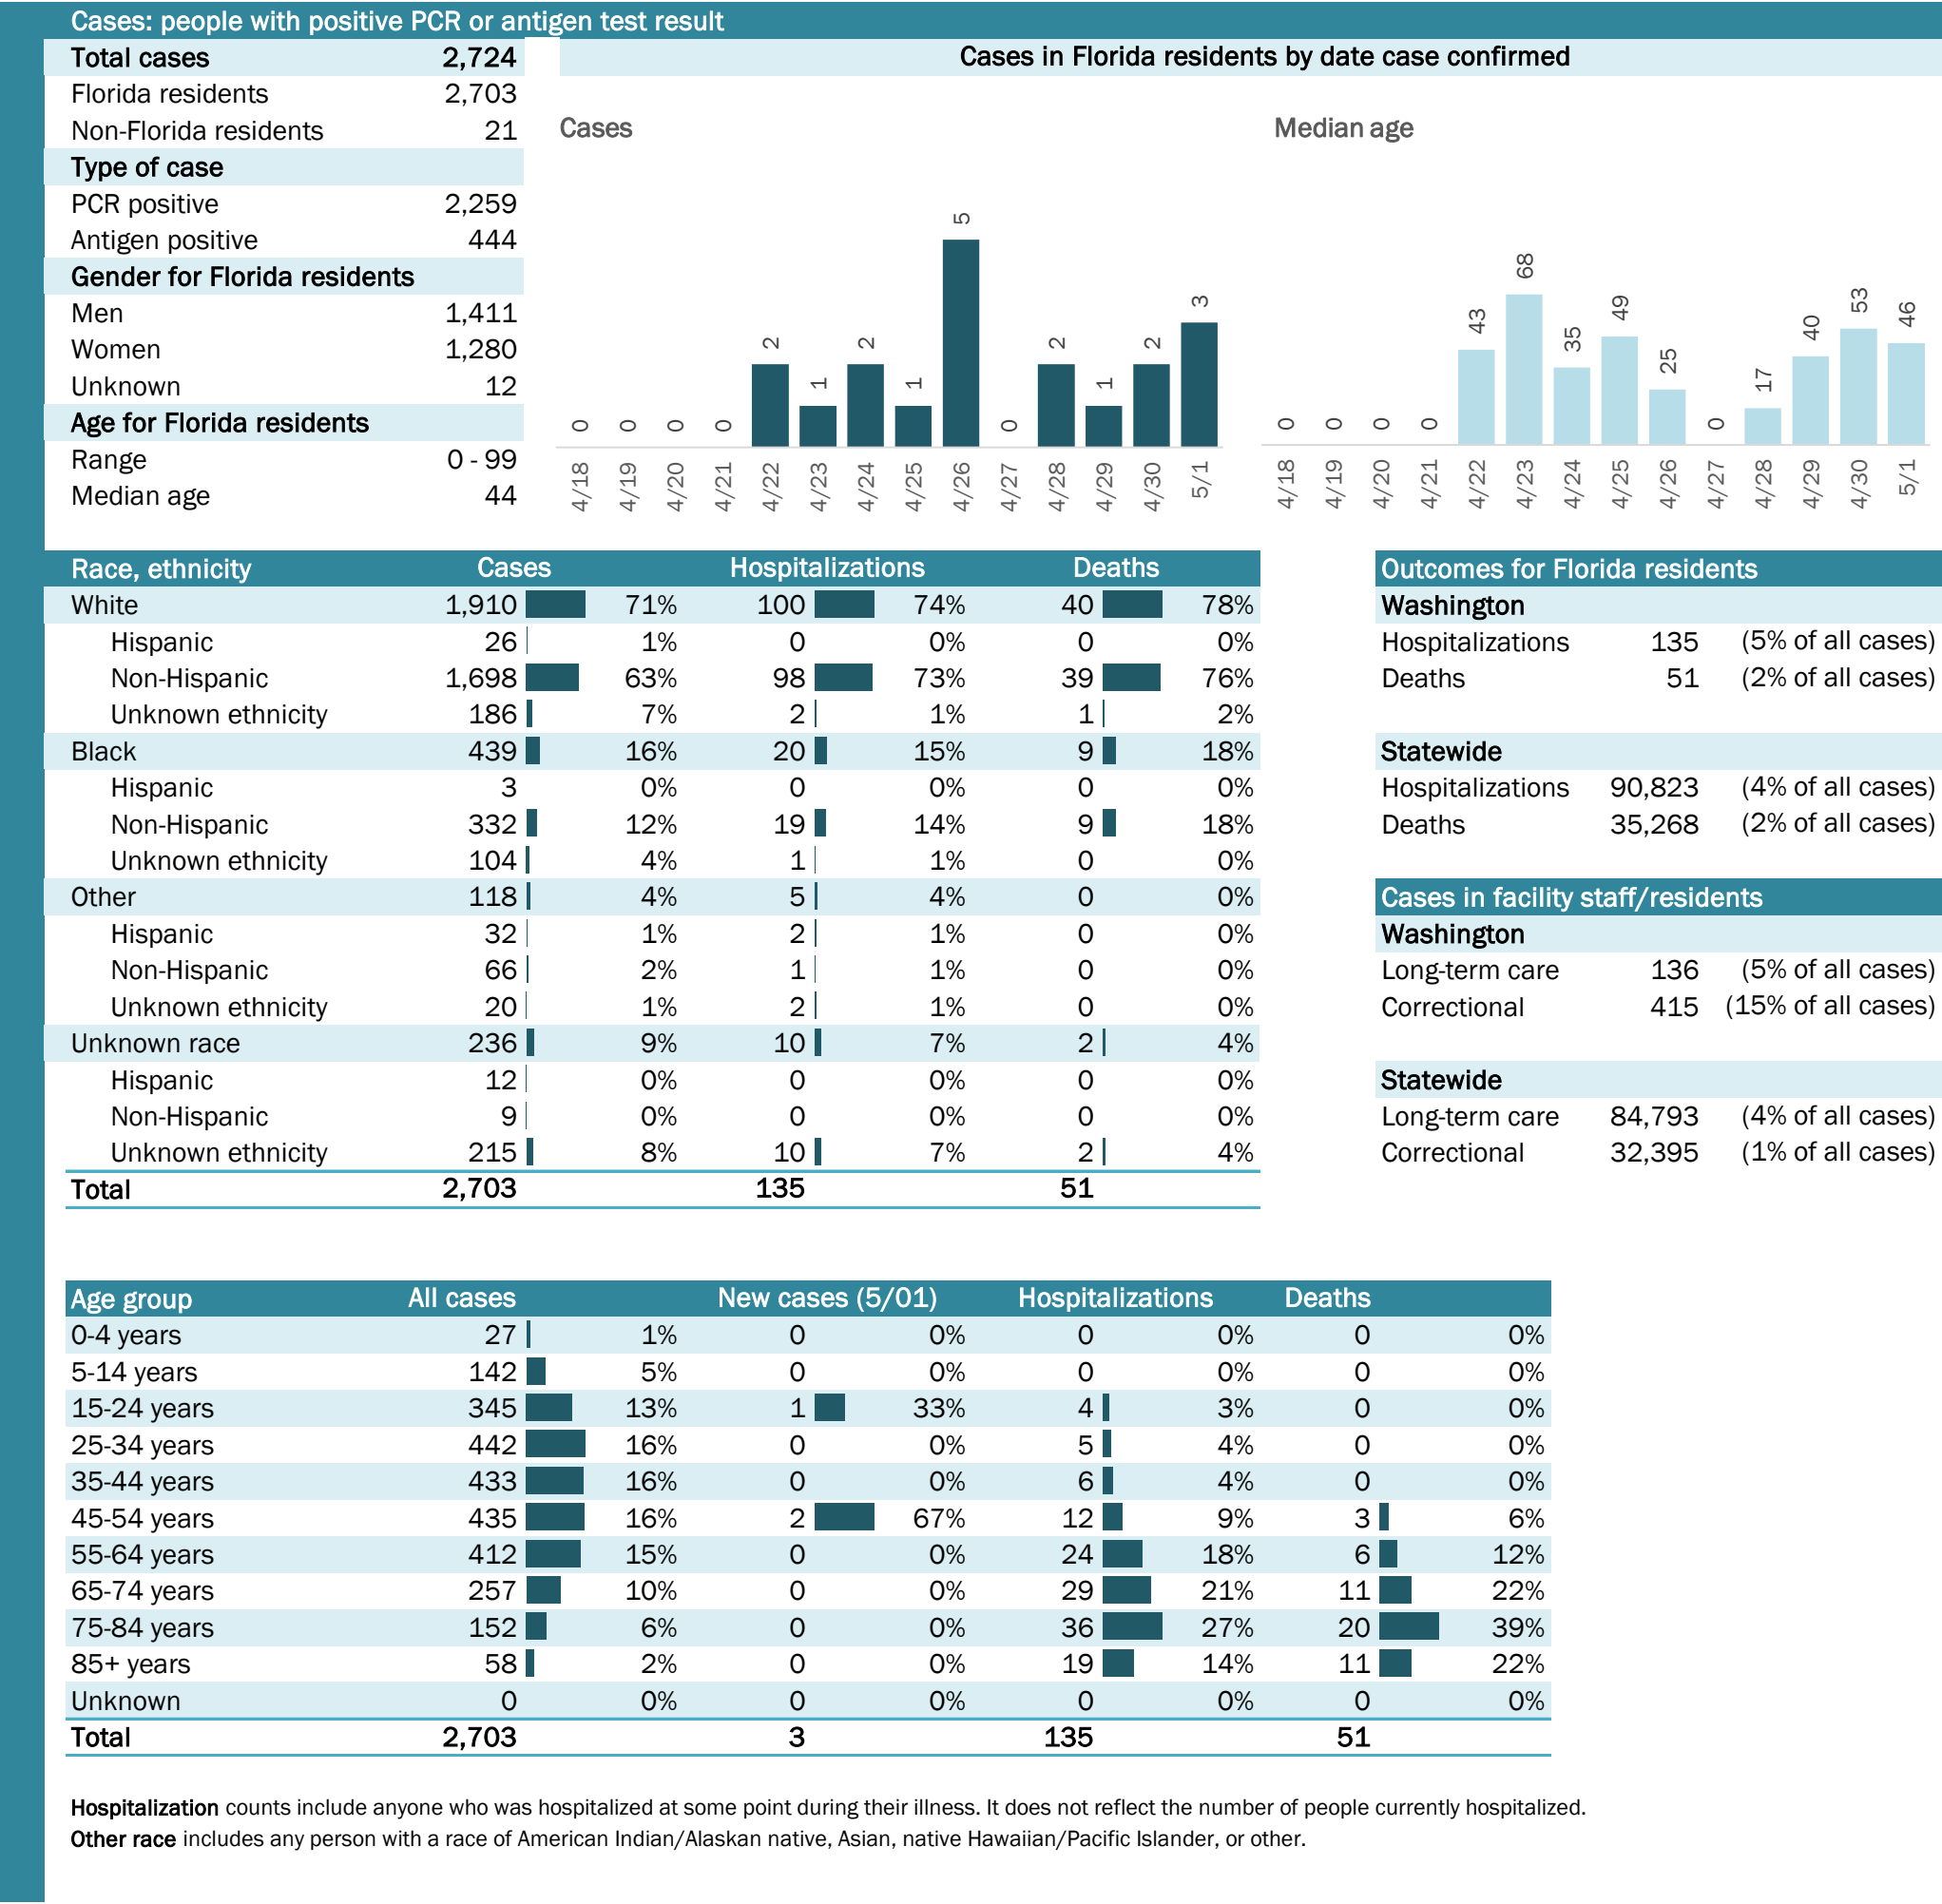 Cases: people with positive PCR or antigen test result
Total cases 2,724
Florida residents 2,703
Non-Florida residents 21
Type of case
PCR positive 2,259
Antigen positive 444
Gender for Florida residents
Men 1,411
Women 1,280
Unknown 12
Age for Florida residents
Range 0 - 99
Median age 44
Cases in Florida residents by date case confirmed
Cases
0 0 0 0 2 1 2 1 5 0 2 1 2 3
4/18 4/19 4/20 4/21 4/22 4/23 4/24 4/25 4/26 4/27 4/28 4/29 4/30 5/1
Median age
0 0 0 0 43 68 35 49 25 0 17 40 53 46
4/18 4/19 4/20 4/21 4/22 4/23 4/24 4/25 4/26 4/27 4/28 4/29 4/30 5/1
Race, ethnicity Cases Hospitalizations Deaths
White 1,910 71% 100 74% 40 78%
Hispanic 26 1% 0 0% 0 0%
Non-Hispanic 1,698 63% 98 73% 39 76%
Unknown ethnicity 186 7% 2 1% 1 2%
Black 439 16% 20 15% 9 18%
Hispanic 3 0% 0 0% 0 0%
Non-Hispanic 332 12% 19 14% 9 18%
Unknown ethnicity 104 4% 1 1% 0 0%
Other 118 4% 5 4% 0 0%
Hispanic 32 1% 2 1% 0 0%
Non-Hispanic 66 2% 1 1% 0 0%
Unknown ethnicity 20 1% 2 1% 0 0%
Unknown race 236 9% 10 7% 2 4%
Hispanic 12 0% 0 0% 0 0%
Non-Hispanic 9 0% 0 0% 0 0%
Unknown ethnicity 215 8% 10 7% 2 4%
Total 2,703 135 51
Outcomes for Florida residents
Washington
Hospitalizations 135 (5% of all cases)
Deaths 51 (2% of all cases)
Statewide
Hospitalizations 90,823 (4% of all cases)
Deaths 35,268 (2% of all cases)
Cases in facility staff/residents
Washington
Long-term care 136 (5% of all cases)
Correctional 415 (15% of all cases)
Statewide
Long-term care 84,793 (4% of all cases)
Correctional 32,395 (1% of all cases)
Age group All cases New cases (5/01) Hospitalizations Deaths
0-4 years 27 1% 0 0% 0 0% 0 0%
5-14 years 142 5% 0 0% 0 0% 0 0%
15-24 years 345 13% 1 33% 4 3% 0 0%
25-34 years 442 16% 0 0% 5 4% 0 0%
35-44 years 433 16% 0 0% 6 4% 0 0%
45-54 years 435 16% 2 67% 12 9% 3 6%
55-64 years 412 15% 0 0% 24 18% 6 12%
65-74 years 257 10% 0 0% 29 21% 11 22%
75-84 years 152 6% 0 0% 36 27% 20 39%
85+ years 58 2% 0 0% 19 14% 11 22%
Unknown 0 0% 0 0% 0 0% 0 0%
Total 2,703 3 135 51
Hospitalization counts include anyone who was hospitalized at some point during their illness. It does not reflect the number of people currently hospitalized.
Other race includes any person with a race of American Indian/Alaskan native, Asian, native Hawaiian/Pacific Islander, or other.